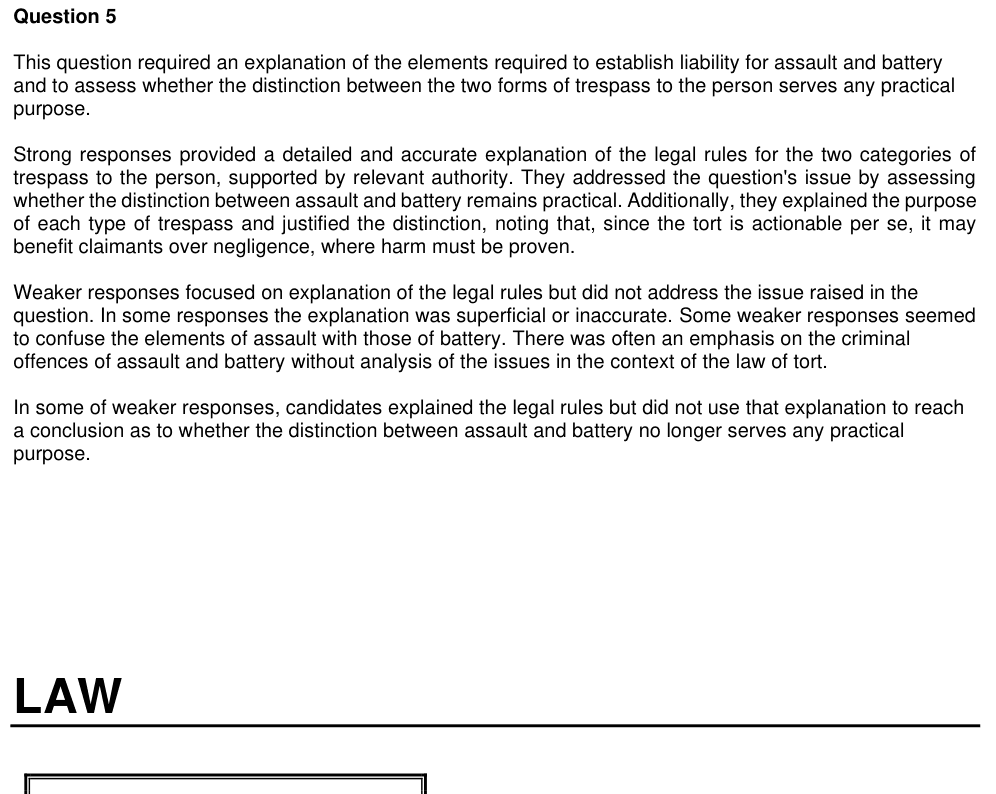 Question 5
This question required an explanation of the elements required to establish liability for assault and battery
and to assess whether the distinction between the two forms of trespass to the person serves any practical
purpose.
Strong responses provided a detailed and accurate explanation of the legal rules for the two categories of
trespass to the person, supported by relevant authority. They addressed the question's issue by assessing
whether the distinction between assault and battery remains practical. Additionally, they explained the purpose
of each type of trespass and justified the distinction, noting that, since the tort is actionable per se, it may
benefit claimants over negligence, where harm must be proven.
Weaker responses focused on explanation of the legal rules but did not address the issue raised in the
question. In some responses the explanation was superficial or inaccurate. Some weaker responses seemed
to confuse the elements of assault with those of battery. There was often an emphasis on the criminal
offences of assault and battery without analysis of the issues in the context of the law of tort.
In some of weaker responses, candidates explained the legal rules but did not use that explanation to reach
a conclusion as to whether the distinction between assault and battery no longer serves any practical
purpose.
LAW